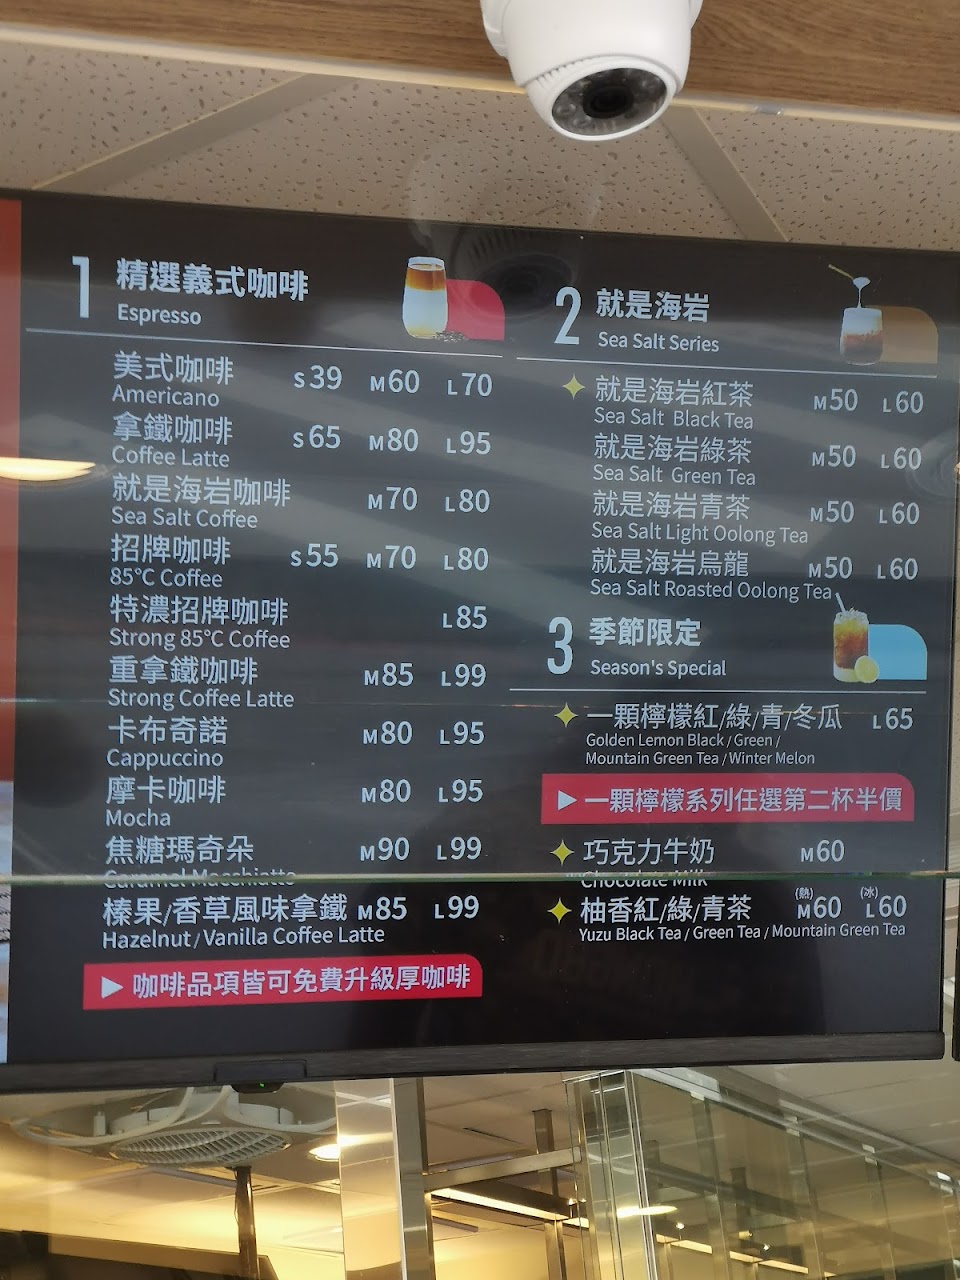 1 精選義式咖啡
Espresso
美式咖啡 S39 M60 L70
Americano
拿鐵咖啡 S65 M80 L95
Coffee Latte
就是海岩咖啡 M70 L80
Sea Salt Coffee
招牌咖啡 S55 M70 L80
85℃ Coffee
特濃招牌咖啡 L85
Strong 85℃ Coffee
重拿鐵咖啡 M85 L99
Strong Coffee Latte
卡布奇諾 M80 L95
Cappuccino
摩卡咖啡 M80 L95
Mocha
焦糖瑪奇朵 M90 L99
Caramel Macchiatto
榛果/香草風味拿鐵 M85 L99
Hazelnut / Vanilla Coffee Latte
▶ 咖啡品項皆可免費升級厚咖啡
2 就是海岩
Sea Salt Series
就是海岩紅茶 M50 L60
Sea Salt Black Tea
就是海岩綠茶 M50 L60
Sea Salt Green Tea
就是海岩青茶 M50 L60
Sea Salt Light Oolong Tea
就是海岩烏龍 M50 L60
Sea Salt Roasted Oolong Tea
3 季節限定
Season's Special
一顆檸檬紅/綠/青/冬瓜 L65
Golden Lemon Black / Green /
Mountain Green Tea / Winter Melon
▶ 一顆檸檬系列任選第二杯半價
巧克力牛奶 M60
Chocolate Milk
柚香紅/綠/青茶 (熱) M60 (冰) L60
Yuzu Black Tea / Green Tea / Mountain Green Tea